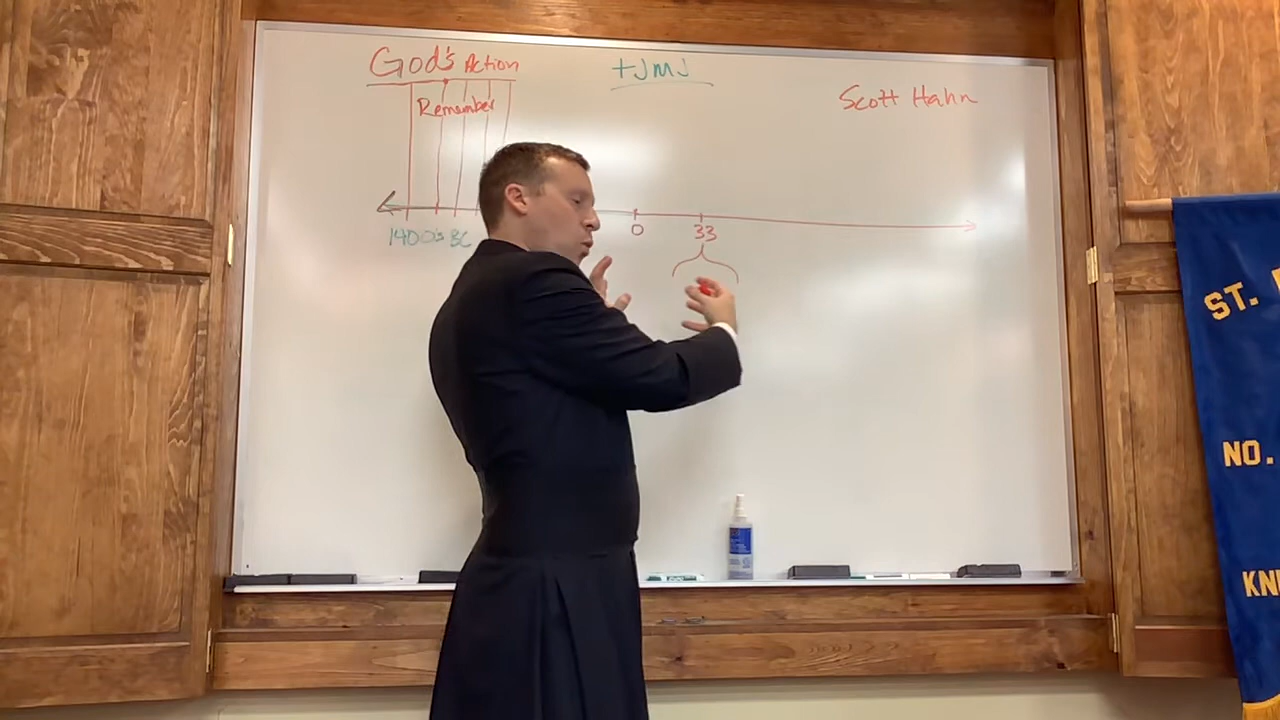 God's Action
+JMJ
Scott Hahn
Remember
1400's BC
0
33
ST.
NO.
KN